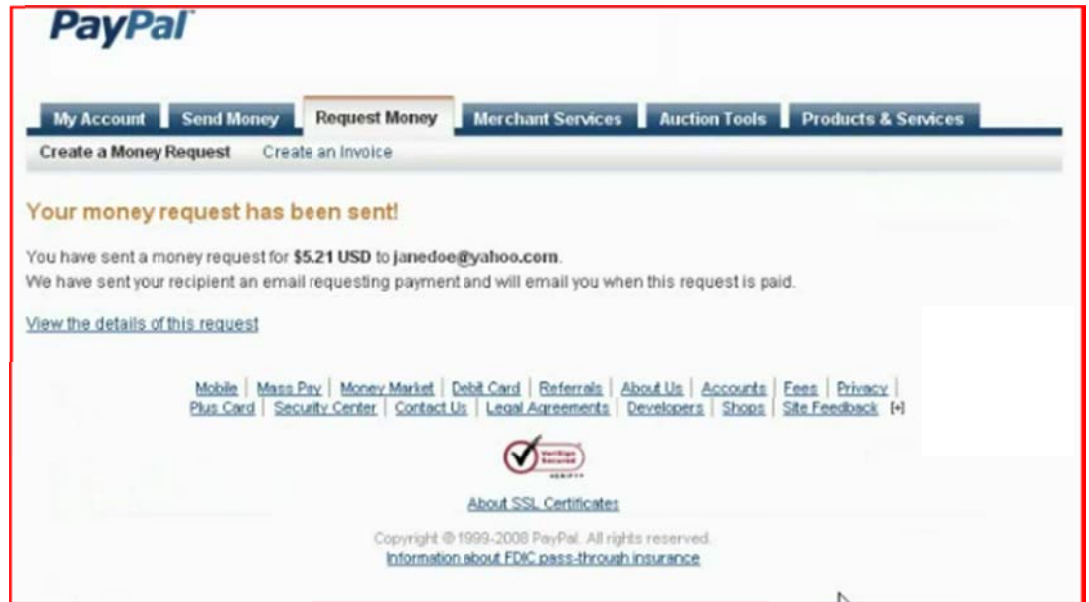 PayPal
My Account Send Money Request Money Merchant Services Auction Tools Products & Services
Create a Money Request Create an Invoice
Your money request has been sent!
You have sent a money request for $5.21 USD to janedoe@yahoo.com.
We have sent your recipient an email requesting payment and will email you when this request is paid.
View the details of this request
Mobile | Mass Pay | Money Market | Debit Card | Referrals | About Us | Accounts | Fees | Privacy |
Plus Card | Security Center | Contact Us | Legal Agreements | Developers | Shops | Site Feedback [+]
VeriSign
Secured
VERIFY
About SSL Certificates
Copyright © 1999-2008 PayPal. All rights reserved.
Information about FDIC pass-through insurance